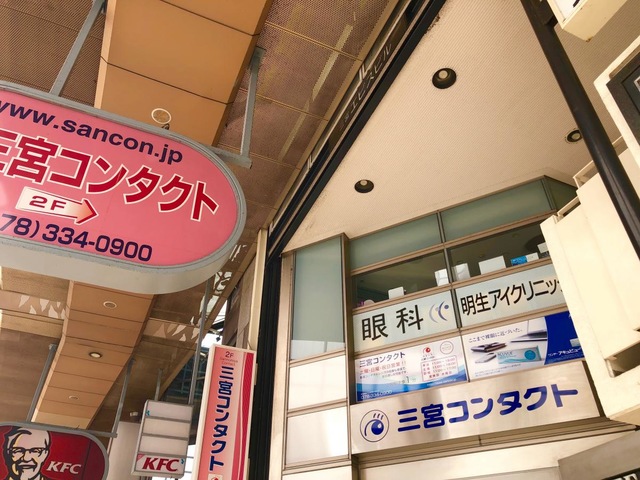 www.sancon.jp
三宮コンタクト
2F
78) 334-0900
眼科
明生アイクリニッ
三宮コンタクト
三宮コンタクト
2F
三宮コンタクト
KFC
KFC